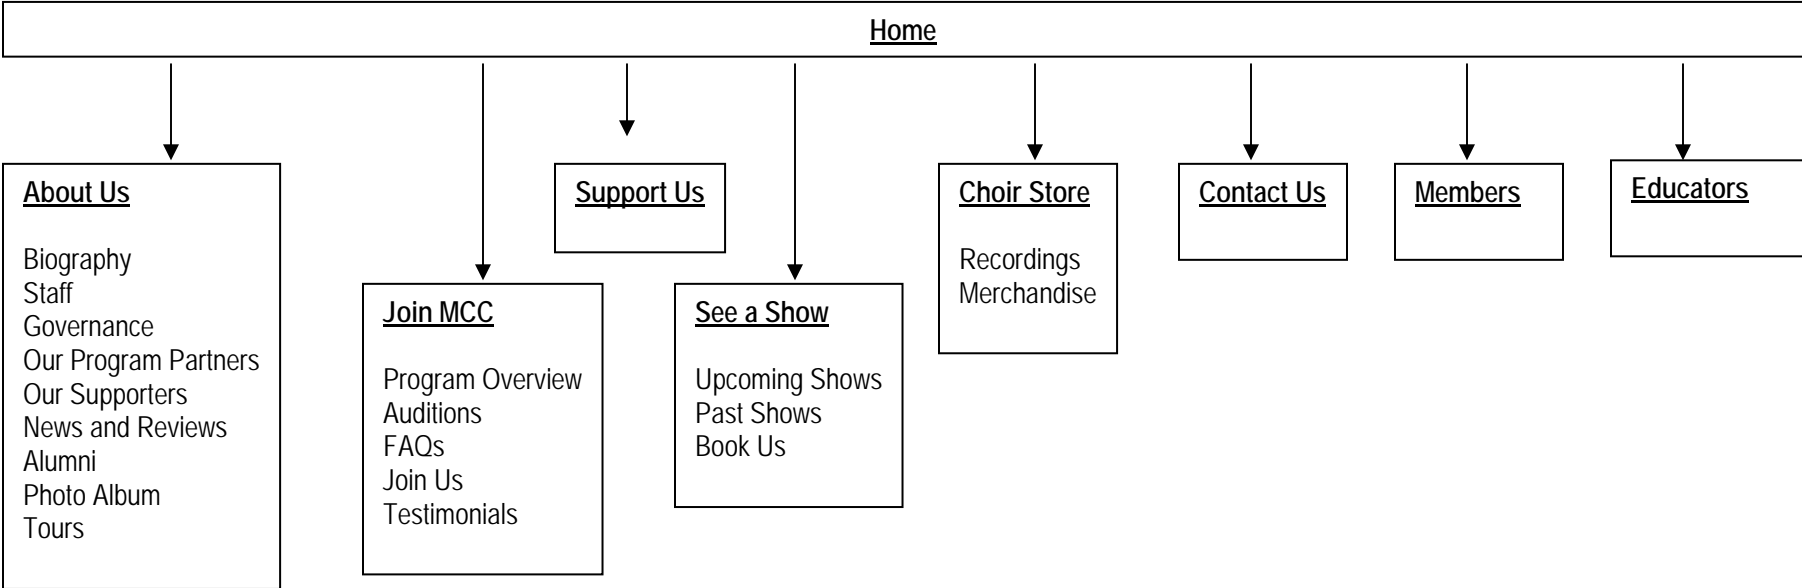 Home
About Us
Biography
Staff
Governance
Our Program Partners
Our Supporters
News and Reviews
Alumni
Photo Album
Tours
Join MCC
Program Overview
Auditions
FAQs
Join Us
Testimonials
Support Us
See a Show
Upcoming Shows
Past Shows
Book Us
Choir Store
Recordings
Merchandise
Contact Us
Members
Educators